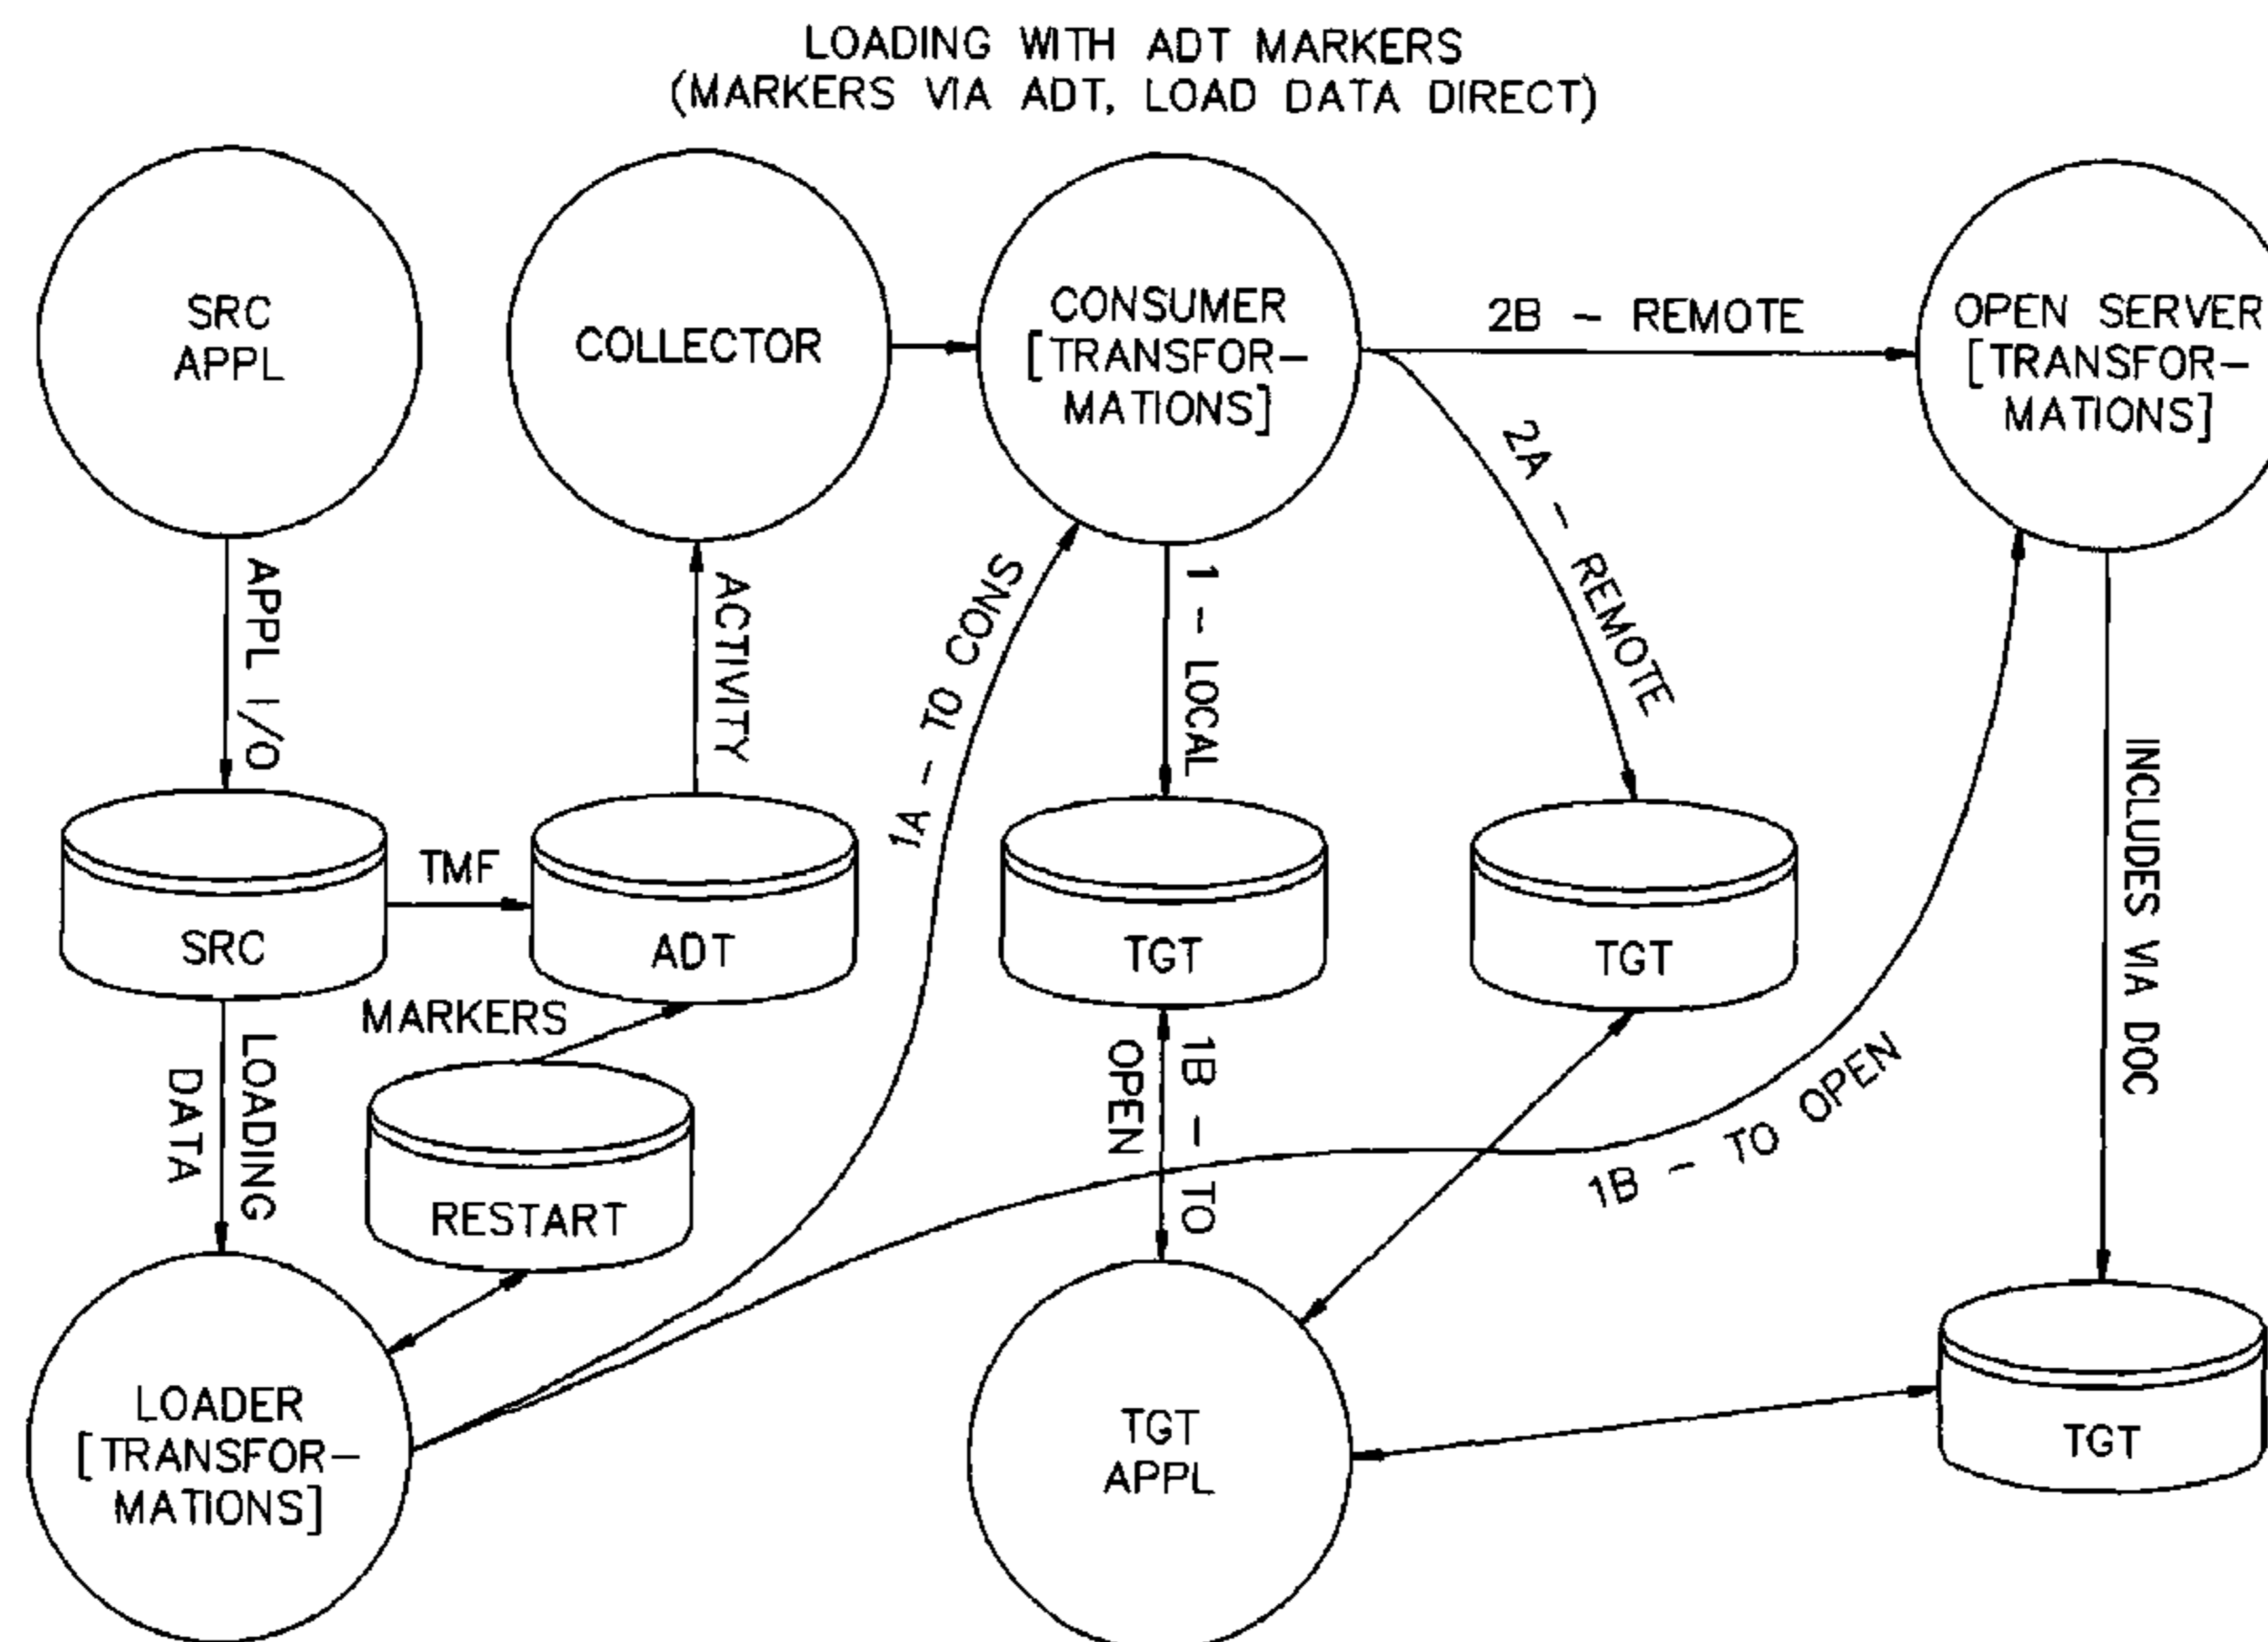 LOADING WITH ADT MARKERS
(MARKERS VIA ADT, LOAD DATA DIRECT)
SRC
APPL
COLLECTOR
CONSUMER
[TRANSFOR-
MATIONS]
2B - REMOTE
OPEN SERVER
[TRANSFOR-
MATIONS]
2A - REMOTE
APPL I/O
ACTIVITY
1A - TO CONS
1 - LOCAL
INCLUDES VIA DOC
SRC
TMF
ADT
TGT
TGT
MARKERS
LOADING
DATA
RESTART
1B - TO
OPEN
1B - TO OPEN
LOADER
[TRANSFOR-
MATIONS]
TGT
APPL
TGT